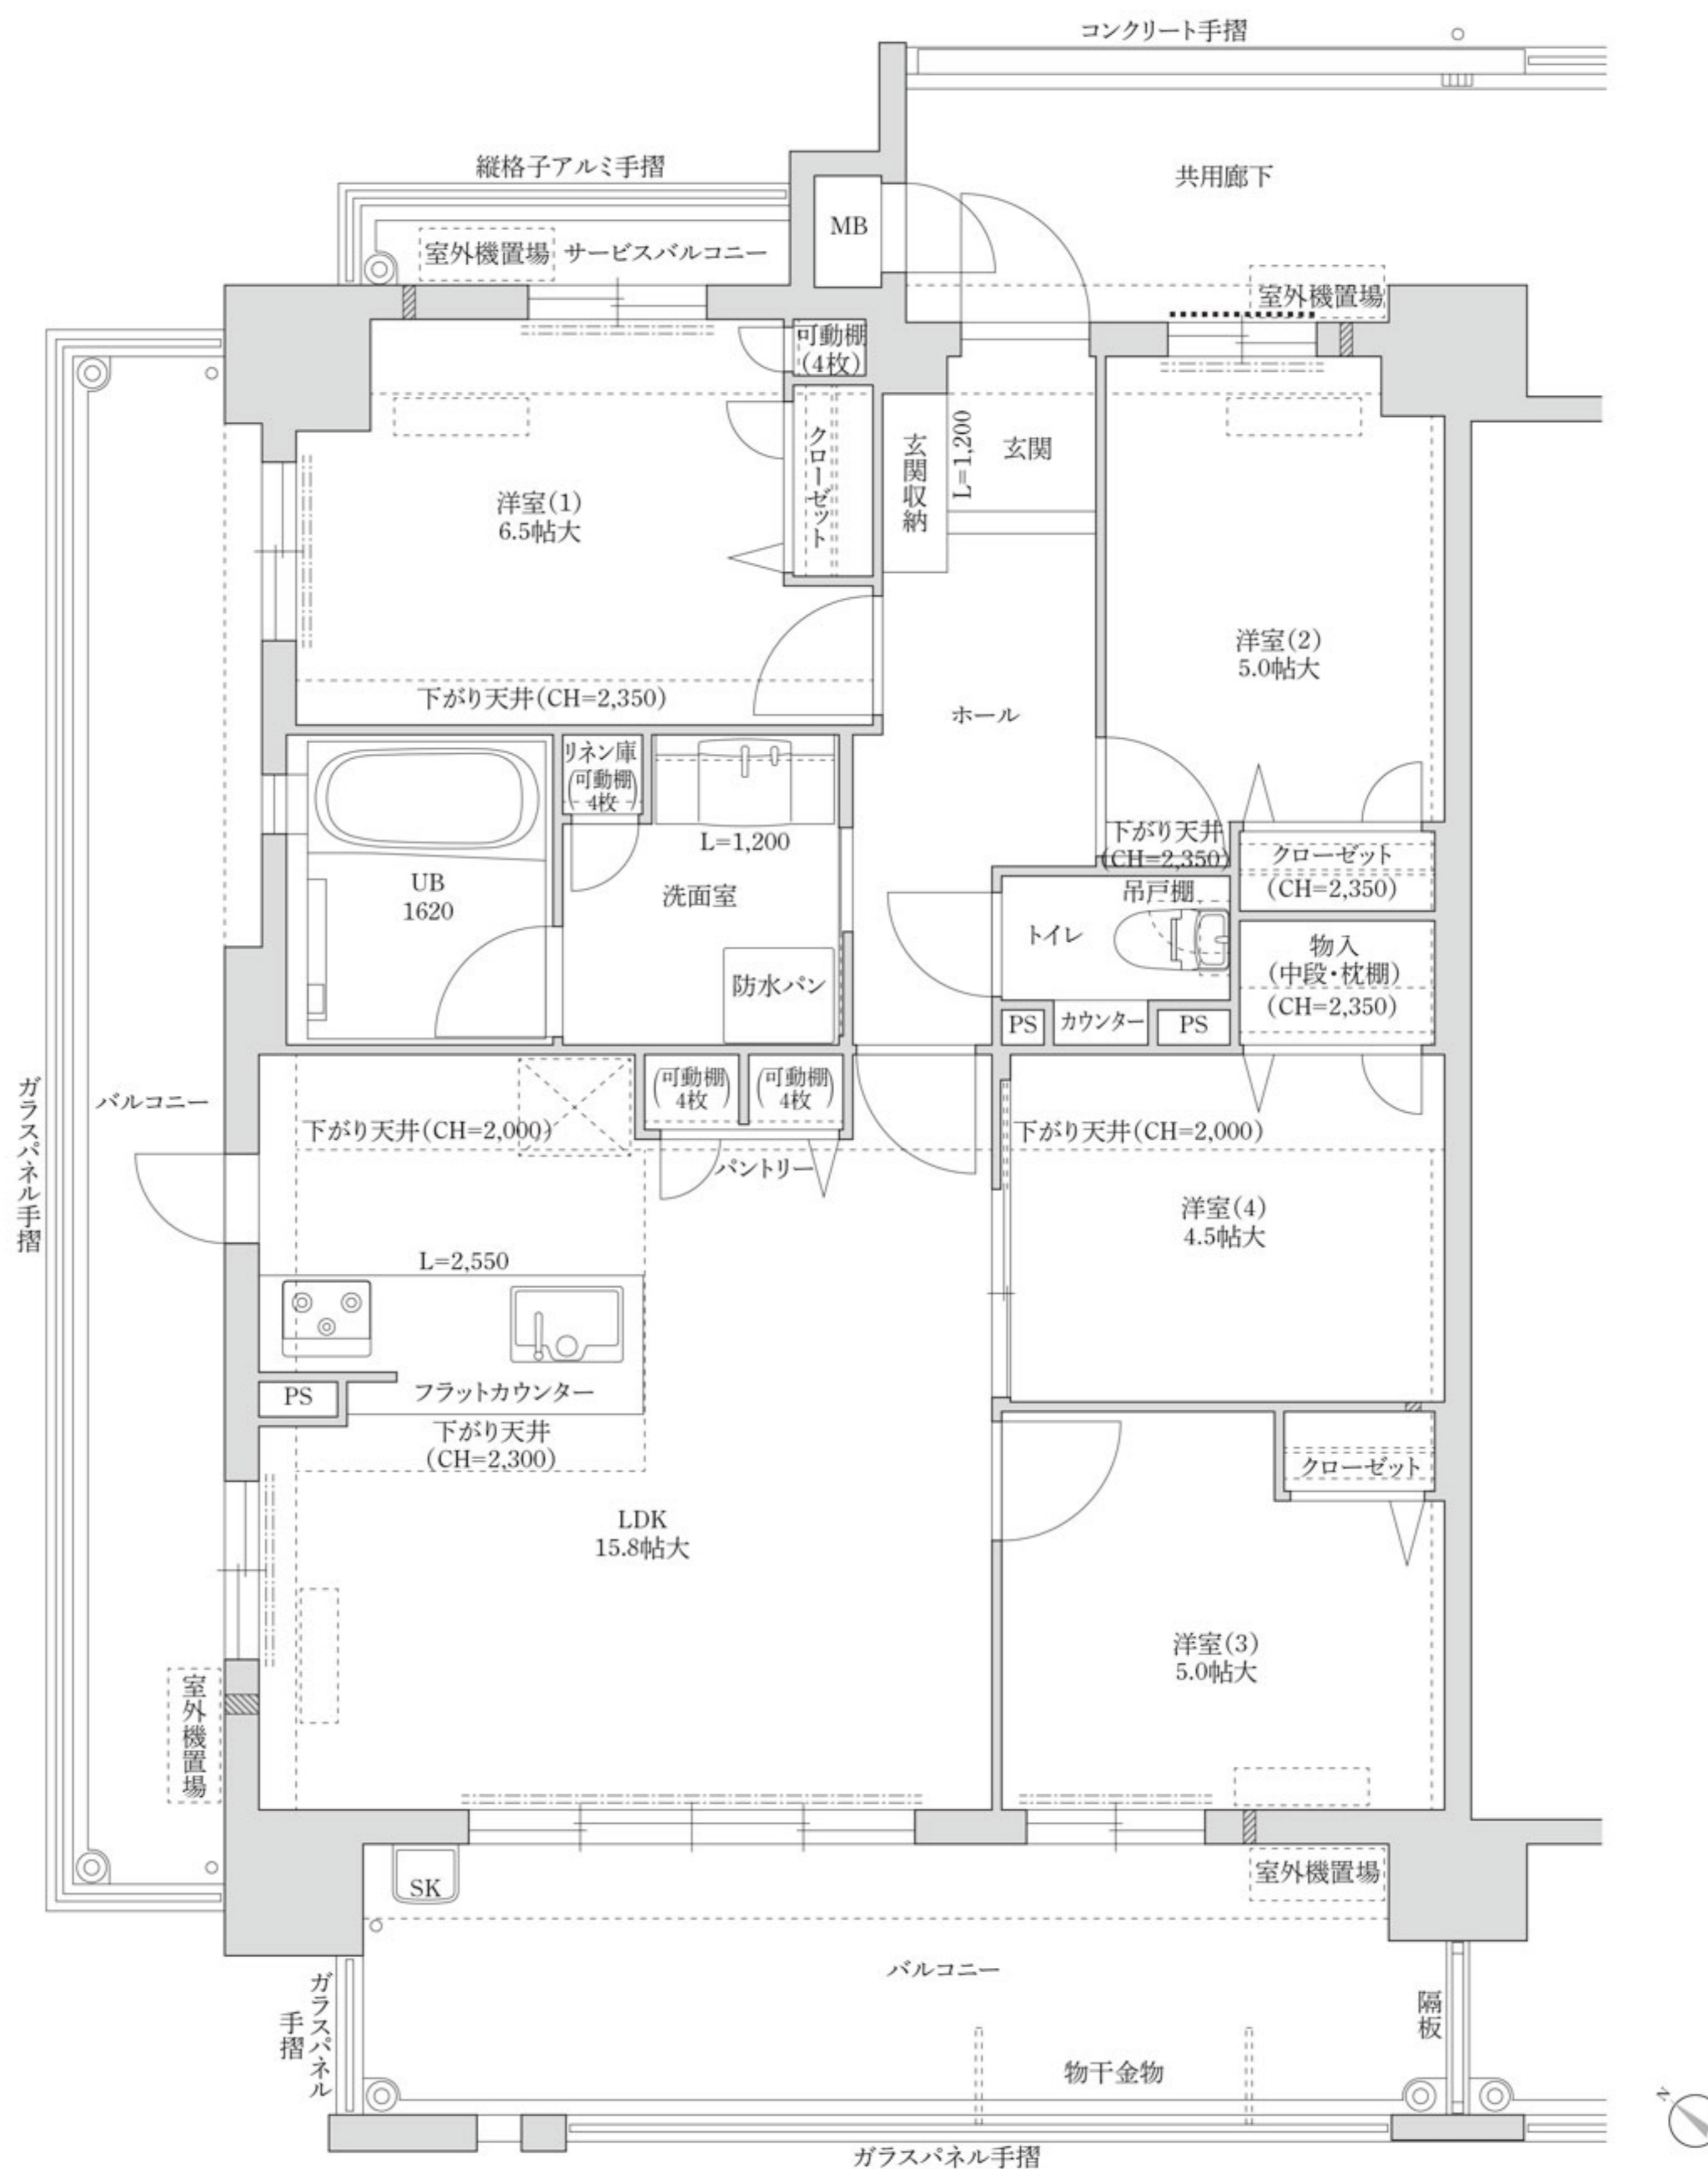 コンクリート手摺
縦格子アルミ手摺
共用廊下
MB
室外機置場
サービスバルコニー
室外機置場
可動棚
(4枚)
クローゼット
玄関収納
L=1,200
玄関
洋室(1)
6.5帖大
洋室(2)
5.0帖大
下がり天井(CH=2,350)
ホール
リネン庫
(可動棚
4枚)
L=1,200
UB
1620
洗面室
防水パン
下がり天井
(CH=2,350)
吊戸棚
トイレ
クローゼット
(CH=2,350)
物入
(中段・枕棚)
(CH=2,350)
PS
カウンター
PS
ガラスパネル手摺
バルコニー
(可動棚
4枚)
(可動棚
4枚)
下がり天井(CH=2,000)
パントリー
下がり天井(CH=2,000)
洋室(4)
4.5帖大
L=2,550
PS
フラットカウンター
下がり天井
(CH=2,300)
クローゼット
LDK
15.8帖大
洋室(3)
5.0帖大
室外機置場
SK
室外機置場
バルコニー
ガラスパネル
手摺
隔板
物干金物
ガラスパネル手摺
N